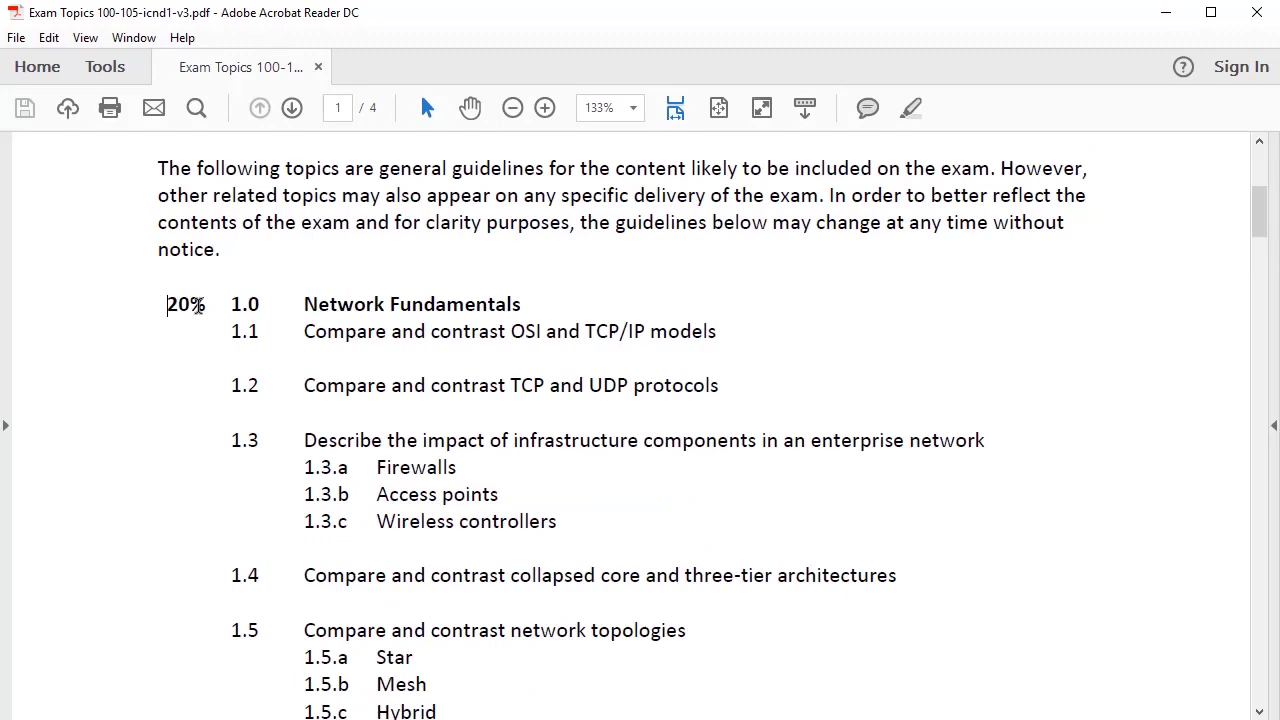 Exam Topics 100-105-icnd1-v3.pdf - Adobe Acrobat Reader DC
File Edit View Window Help
Home Tools Exam Topics 100-1... × ? Sign In
1 / 4 133%
The following topics are general guidelines for the content likely to be included on the exam. However,
other related topics may also appear on any specific delivery of the exam. In order to better reflect the
contents of the exam and for clarity purposes, the guidelines below may change at any time without
notice.
20% 1.0 Network Fundamentals
1.1 Compare and contrast OSI and TCP/IP models
1.2 Compare and contrast TCP and UDP protocols
1.3 Describe the impact of infrastructure components in an enterprise network
1.3.a Firewalls
1.3.b Access points
1.3.c Wireless controllers
1.4 Compare and contrast collapsed core and three-tier architectures
1.5 Compare and contrast network topologies
1.5.a Star
1.5.b Mesh
1.5.c Hybrid